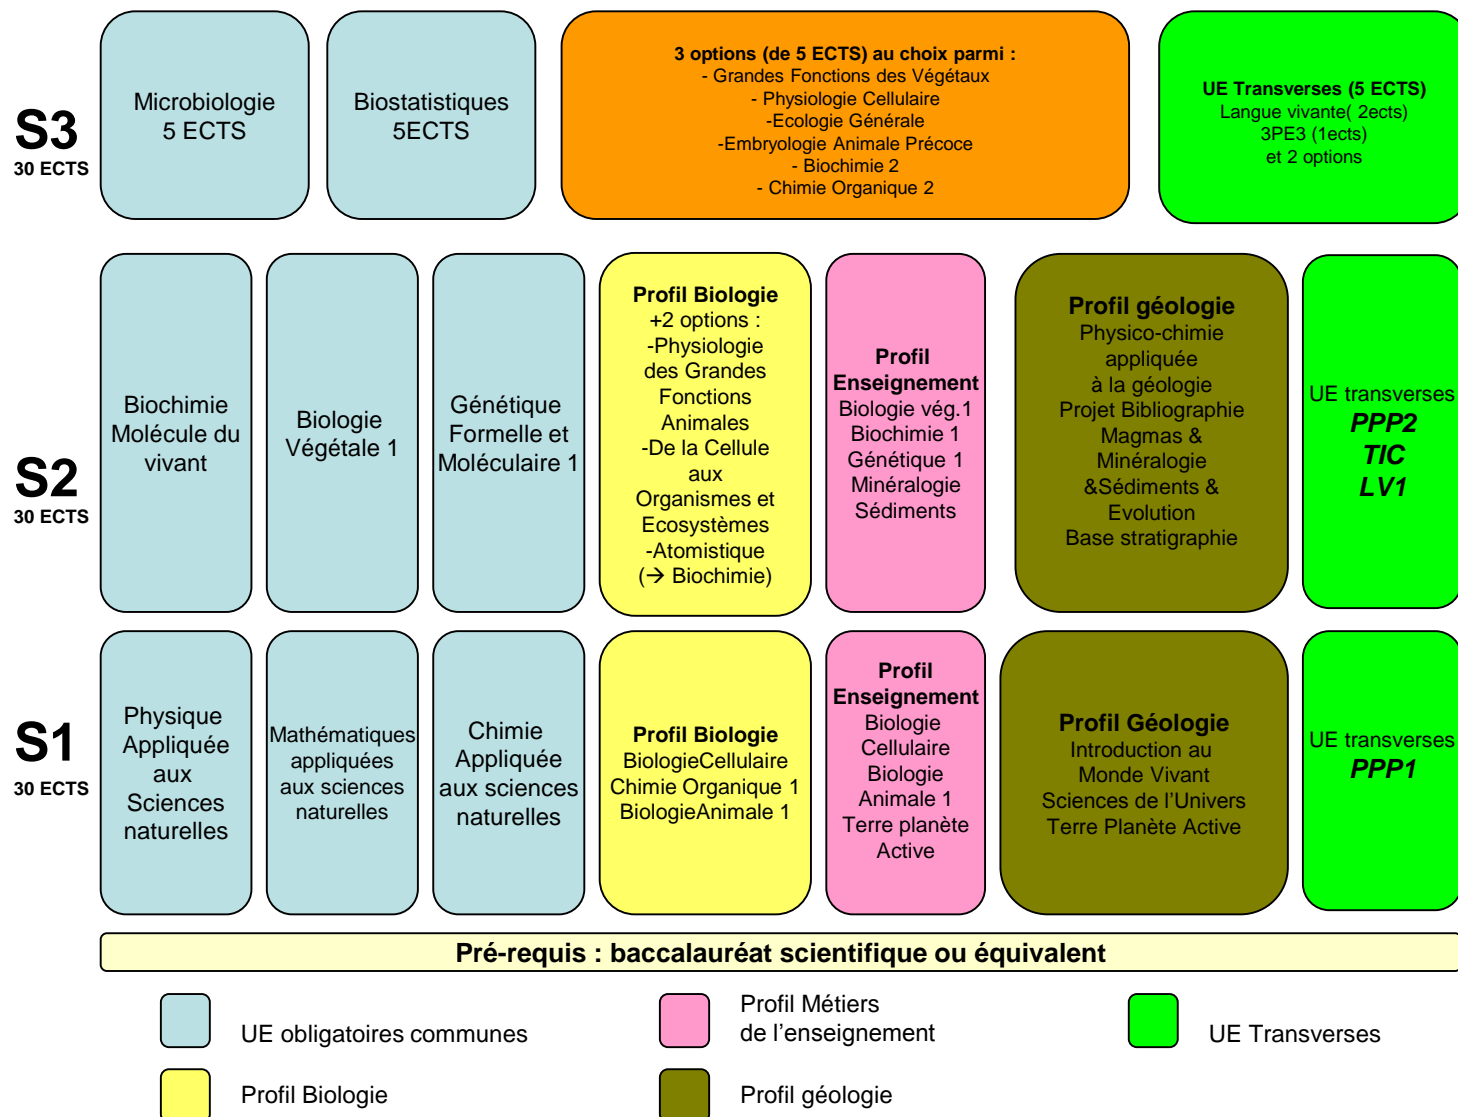 S3
30 ECTS
Microbiologie
5 ECTS
Biostatistiques
5ECTS
3 options (de 5 ECTS) au choix parmi :
- Grandes Fonctions des Végétaux
- Physiologie Cellulaire
-Ecologie Générale
-Embryologie Animale Précoce
- Biochimie 2
- Chimie Organique 2
UE Transverses (5 ECTS)
Langue vivante( 2ects)
3PE3 (1ects)
et 2 options
S2
30 ECTS
Biochimie
Molécule du
vivant
Biologie
Végétale 1
Génétique
Formelle et
Moléculaire 1
Profil Biologie
+2 options :
-Physiologie
des Grandes
Fonctions
Animales
-De la Cellule
aux
Organismes et
Ecosystèmes
-Atomistique
(→ Biochimie)
Profil
Enseignement
Biologie vég.1
Biochimie 1
Génétique 1
Minéralogie
Sédiments
Profil géologie
Physico-chimie
appliquée
à la géologie
Projet Bibliographie
Magmas &
Minéralogie
&Sédiments &
Evolution
Base stratigraphie
UE transverses
PPP2
TIC
LV1
S1
30 ECTS
Physique
Appliquée
aux
Sciences
naturelles
Mathématiques
appliquées
aux sciences
naturelles
Chimie
Appliquée
aux sciences
naturelles
Profil Biologie
BiologieCellulaire
Chimie Organique 1
BiologieAnimale 1
Profil
Enseignement
Biologie
Cellulaire
Biologie
Animale 1
Terre planète
Active
Profil Géologie
Introduction au
Monde Vivant
Sciences de l’Univers
Terre Planète Active
UE transverses
PPP1
Pré-requis : baccalauréat scientifique ou équivalent
UE obligatoires communes
Profil Métiers
de l’enseignement
UE Transverses
Profil Biologie
Profil géologie